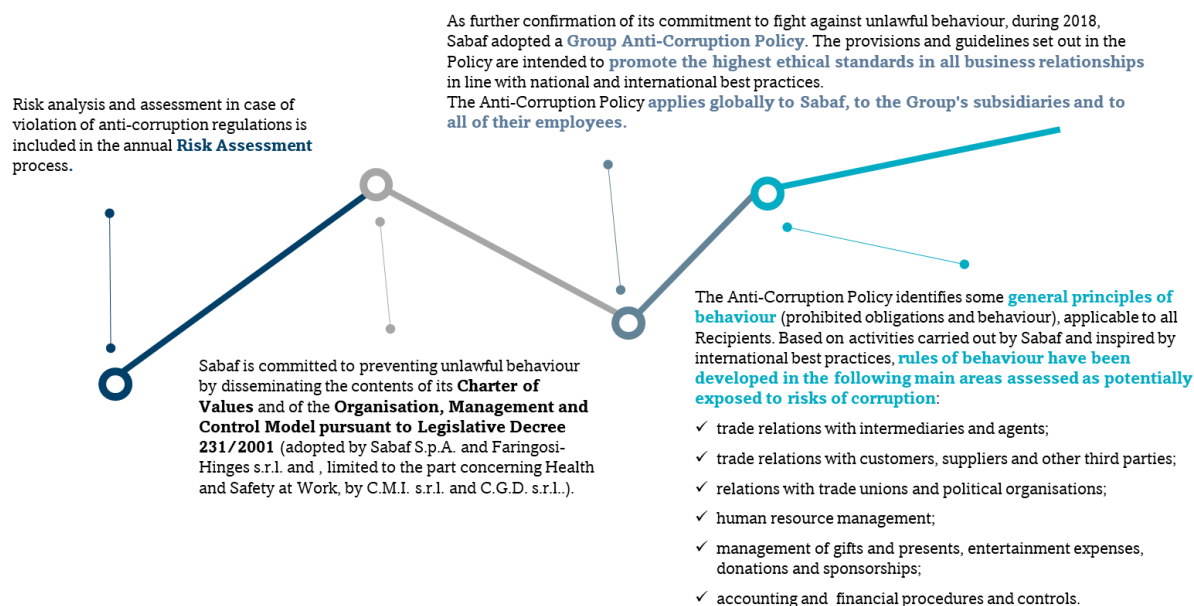 Risk analysis and assessment in case of
violation of anti-corruption regulations is
included in the annual Risk Assessment
process.
Sabaf is committed to preventing unlawful behaviour
by disseminating the contents of its Charter of
Values and of the Organisation, Management and
Control Model pursuant to Legislative Decree
231/2001 (adopted by Sabaf S.p.A. and Faringosi-
Hinges s.r.l. and , limited to the part concerning Health
and Safety at Work, by C.M.I. s.r.l. and C.G.D. s.r.l..).
As further confirmation of its commitment to fight against unlawful behaviour, during 2018,
Sabaf adopted a Group Anti-Corruption Policy. The provisions and guidelines set out in the
Policy are intended to promote the highest ethical standards in all business relationships
in line with national and international best practices.
The Anti-Corruption Policy applies globally to Sabaf, to the Group's subsidiaries and to
all of their employees.
The Anti-Corruption Policy identifies some general principles of
behaviour (prohibited obligations and behaviour), applicable to all
Recipients. Based on activities carried out by Sabaf and inspired by
international best practices, rules of behaviour have been
developed in the following main areas assessed as potentially
exposed to risks of corruption:
✓ trade relations with intermediaries and agents;
✓ trade relations with customers, suppliers and other third parties;
✓ relations with trade unions and political organisations;
✓ human resource management;
✓ management of gifts and presents, entertainment expenses,
donations and sponsorships;
✓ accounting and financial procedures and controls.